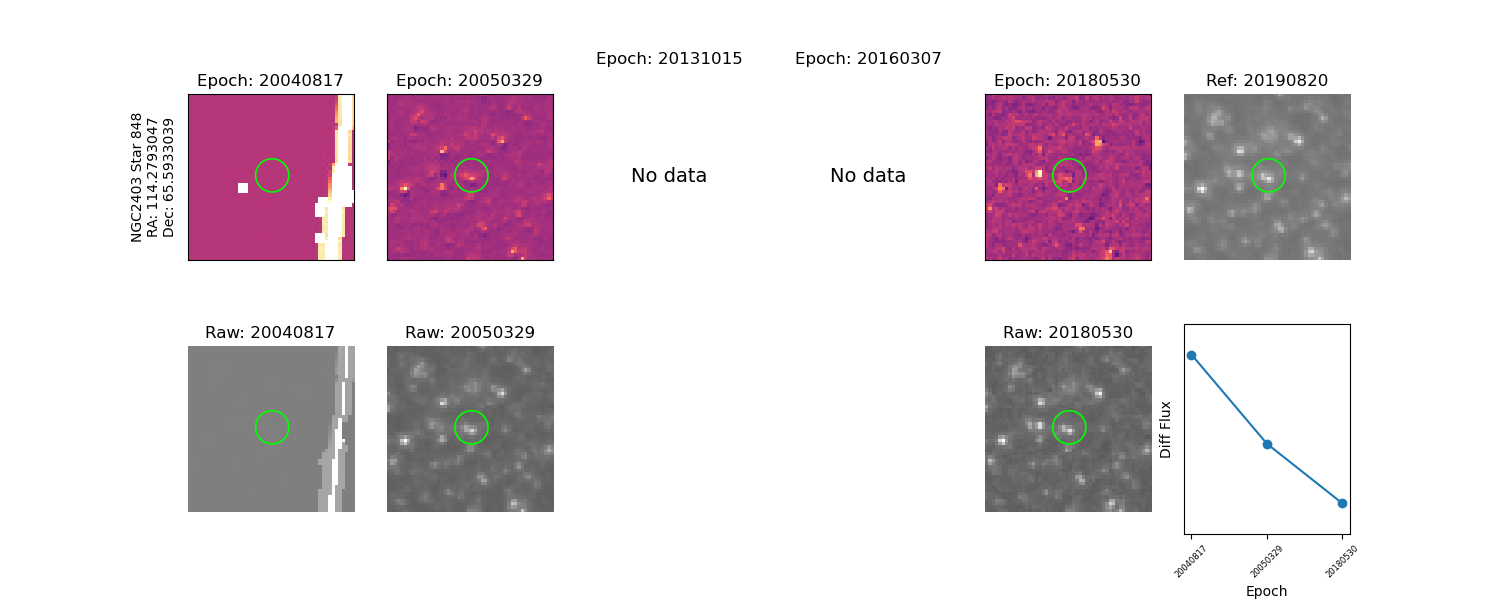 Epoch: 20040817
Epoch: 20050329
Epoch: 20131015
Epoch: 20160307
Epoch: 20180530
Ref: 20190820
NGC2403 Star 848
RA: 114.2793047
Dec: 65.5933039
No data
No data
Raw: 20040817
Raw: 20050329
Raw: 20180530
Diff Flux
20040817
20050329
20180530
Epoch